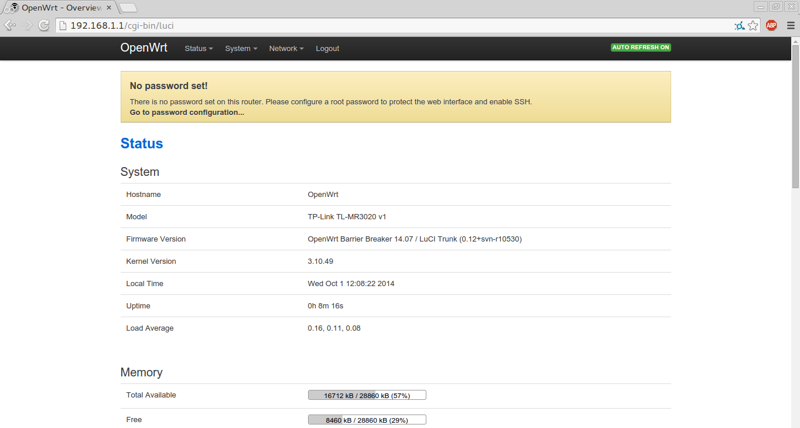 OpenWrt - Overview
192.168.1.1/cgi-bin/luci
ABP
OpenWrt Status System Network Logout AUTO REFRESH ON
No password set!
There is no password set on this router. Please configure a root password to protect the web interface and enable SSH.
Go to password configuration...
Status
System
Hostname OpenWrt
Model TP-Link TL-MR3020 v1
Firmware Version OpenWrt Barrier Breaker 14.07 / LuCI Trunk (0.12+svn-r10530)
Kernel Version 3.10.49
Local Time Wed Oct 1 12:08:22 2014
Uptime 0h 8m 16s
Load Average 0.16, 0.11, 0.08
Memory
Total Available 16712 kB / 28860 kB (57%)
Free 8460 kB / 28860 kB (29%)